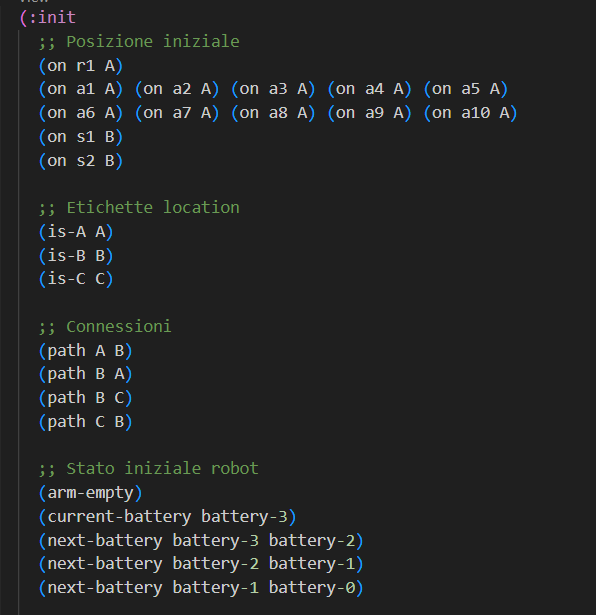 (:init
;; Posizione iniziale
(on r1 A)
(on a1 A) (on a2 A) (on a3 A) (on a4 A) (on a5 A)
(on a6 A) (on a7 A) (on a8 A) (on a9 A) (on a10 A)
(on s1 B)
(on s2 B)
;; Etichette location
(is-A A)
(is-B B)
(is-C C)
;; Connessioni
(path A B)
(path B A)
(path B C)
(path C B)
;; Stato iniziale robot
(arm-empty)
(current-battery battery-3)
(next-battery battery-3 battery-2)
(next-battery battery-2 battery-1)
(next-battery battery-1 battery-0)